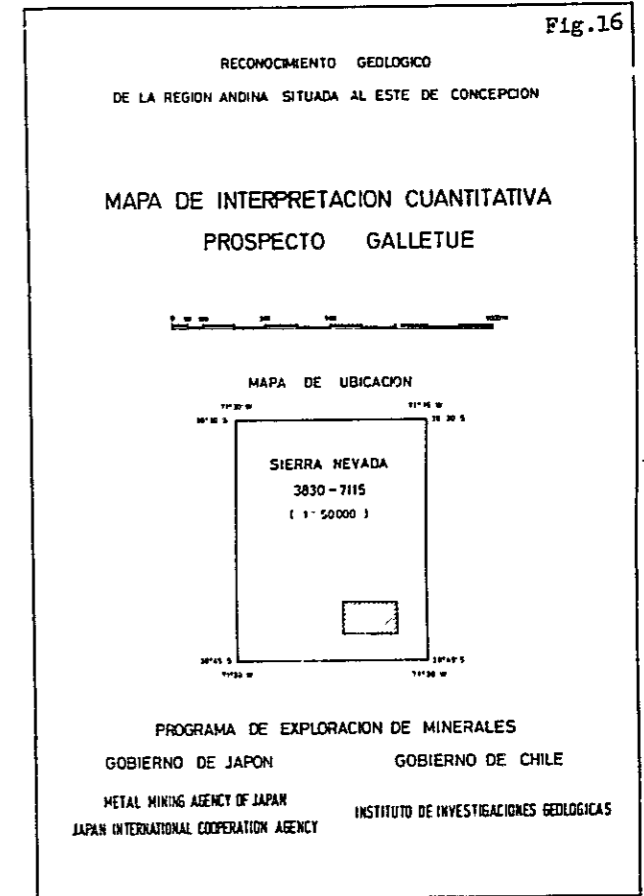 Fig.16
RECONOCIMIENTO GEOLOGICO
DE LA REGION ANDINA SITUADA AL ESTE DE CONCEPCION
MAPA DE INTERPRETACION CUANTITATIVA
PROSPECTO GALLETUE
MAPA DE UBICACION
SIERRA NEVADA
3830-7115
( 1: 50000 )
PROGRAMA DE EXPLORACION DE MINERALES
GOBIERNO DE JAPON GOBIERNO DE CHILE
METAL MINING AGENCY OF JAPAN
JAPAN INTERNATIONAL COOPERATION AGENCY
INSTITUTO DE INVESTIGACIONES GEOLOGICAS